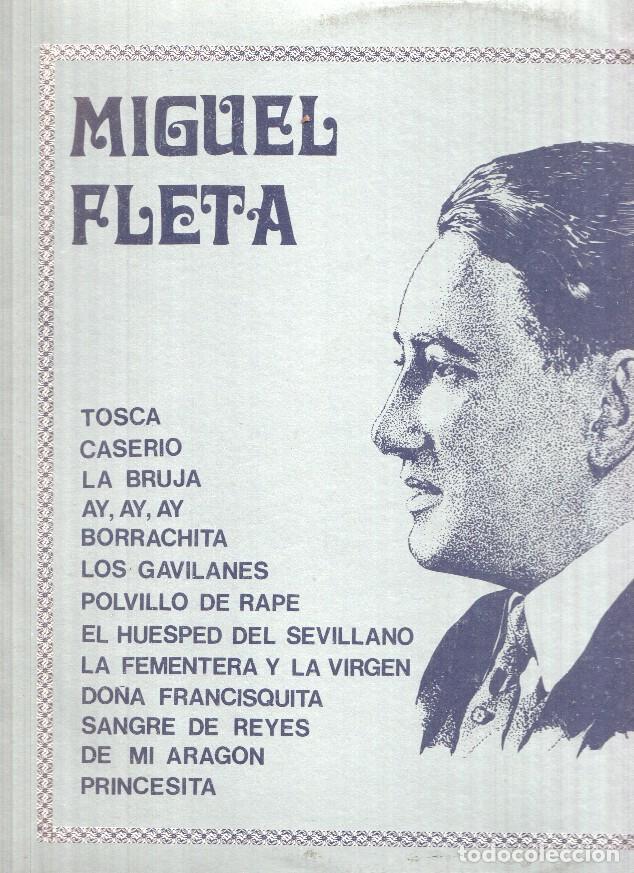 MIGUEL
FLETA
TOSCA
CASERIO
LA BRUJA
AY, AY, AY
BORRACHITA
LOS GAVILANES
POLVILLO DE RAPE
EL HUESPED DEL SEVILLANO
LA FEMENTERA Y LA VIRGEN
DOÑA FRANCISQUITA
SANGRE DE REYES
DE MI ARAGON
PRINCESITA
todocoleccion